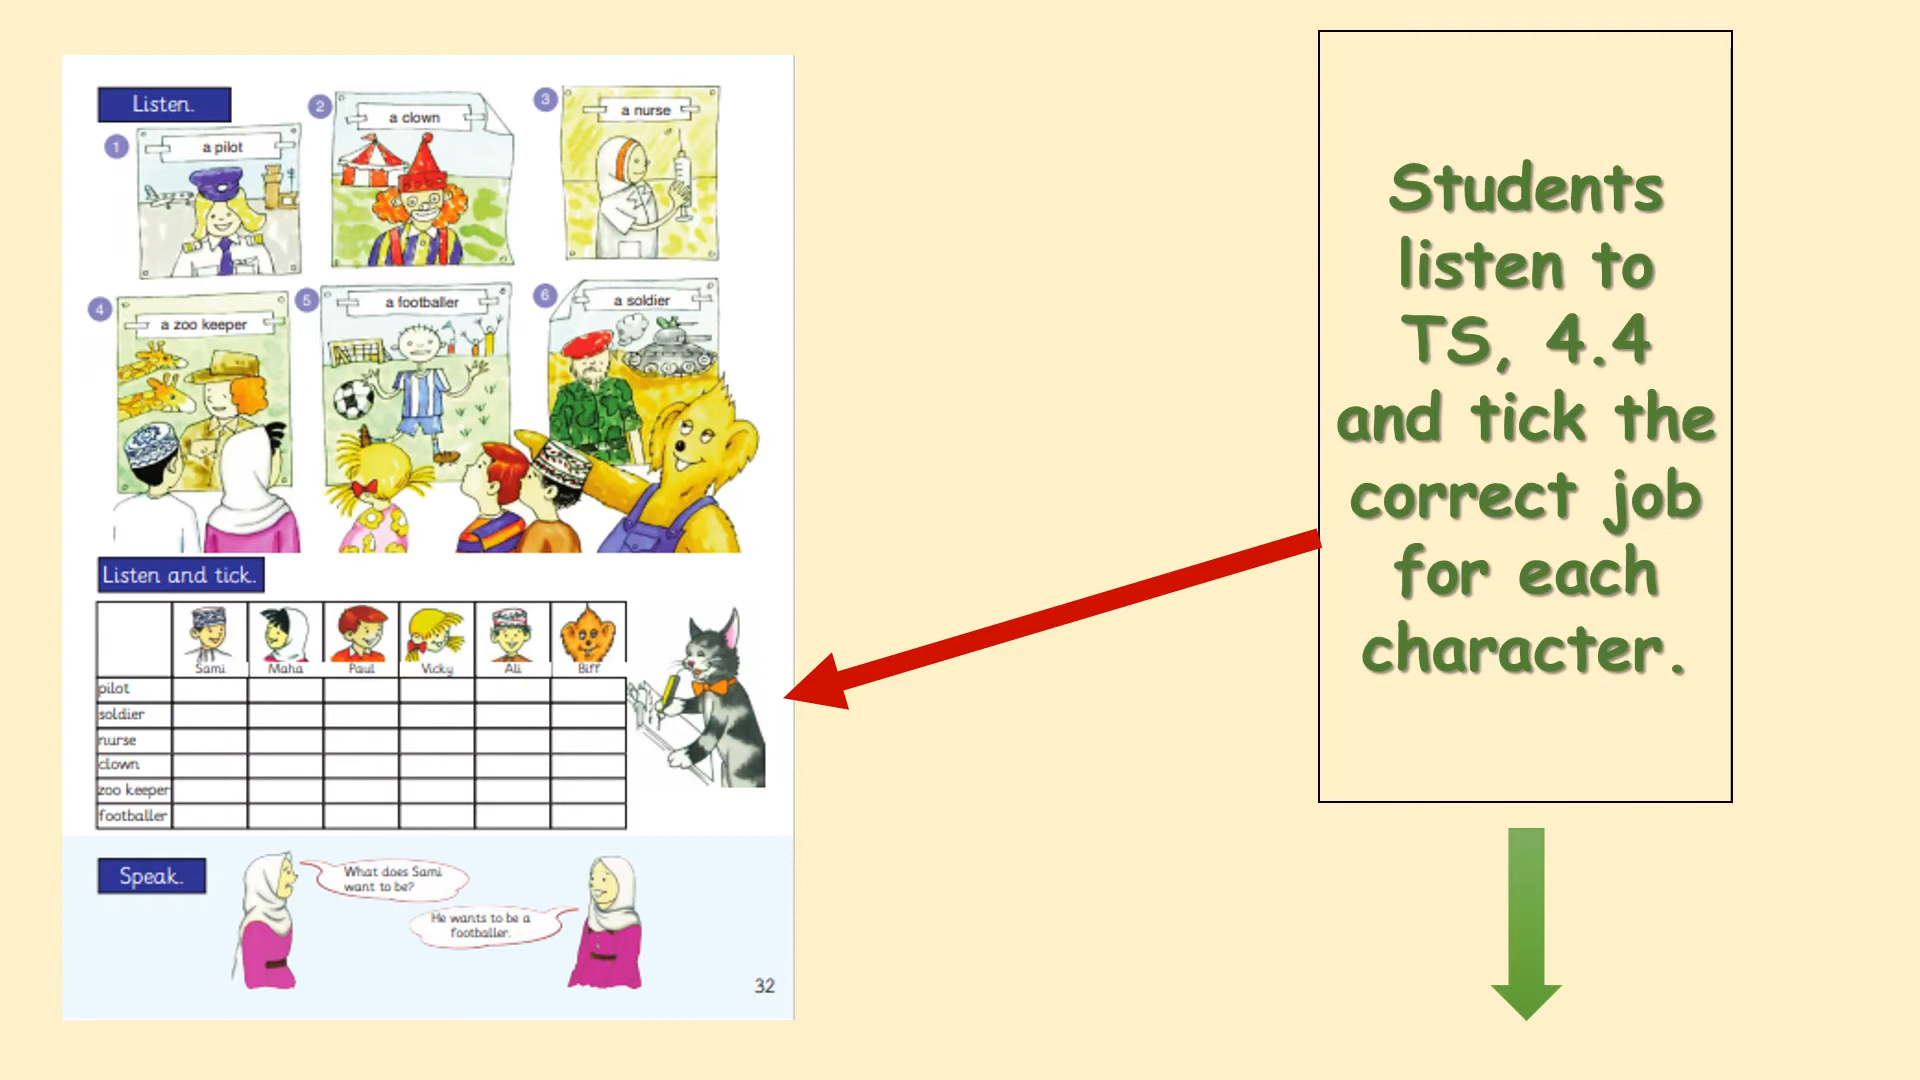 Listen.
1
a pilot
2
a clown
3
a nurse
4
a zoo keeper
5
a footballer
6
a soldier
Listen and tick.
Sami Maha Paul Vicky Ali Biff
pilot
soldier
nurse
clown
zoo keeper
footballer
Speak.
What does Sami
want to be?
He wants to be a
footballer.
32
Students
listen to
TS, 4.4
and tick the
correct job
for each
character.